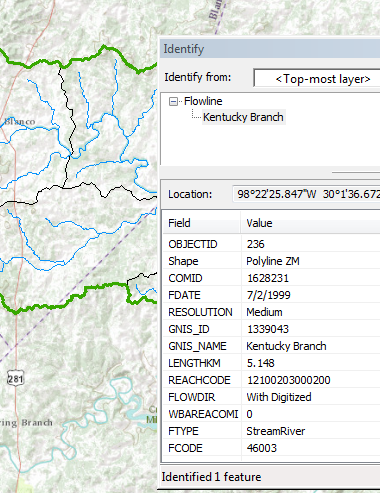 Blanco
Identify
Identify from:
<Top-most layer>
Flowline
Kentucky Branch
Location:
98°22'25.847"W 30°1'36.672
Field Value
OBJECTID 236
Shape Polyline ZM
COMID 1628231
FDATE 7/2/1999
RESOLUTION Medium
GNIS_ID 1339043
GNIS_NAME Kentucky Branch
LENGTHKM 5.148
REACHCODE 12100203000200
FLOWDIR With Digitized
WBAREACOMI 0
FTYPE StreamRiver
FCODE 46003
281
ring Branch
Identified 1 feature